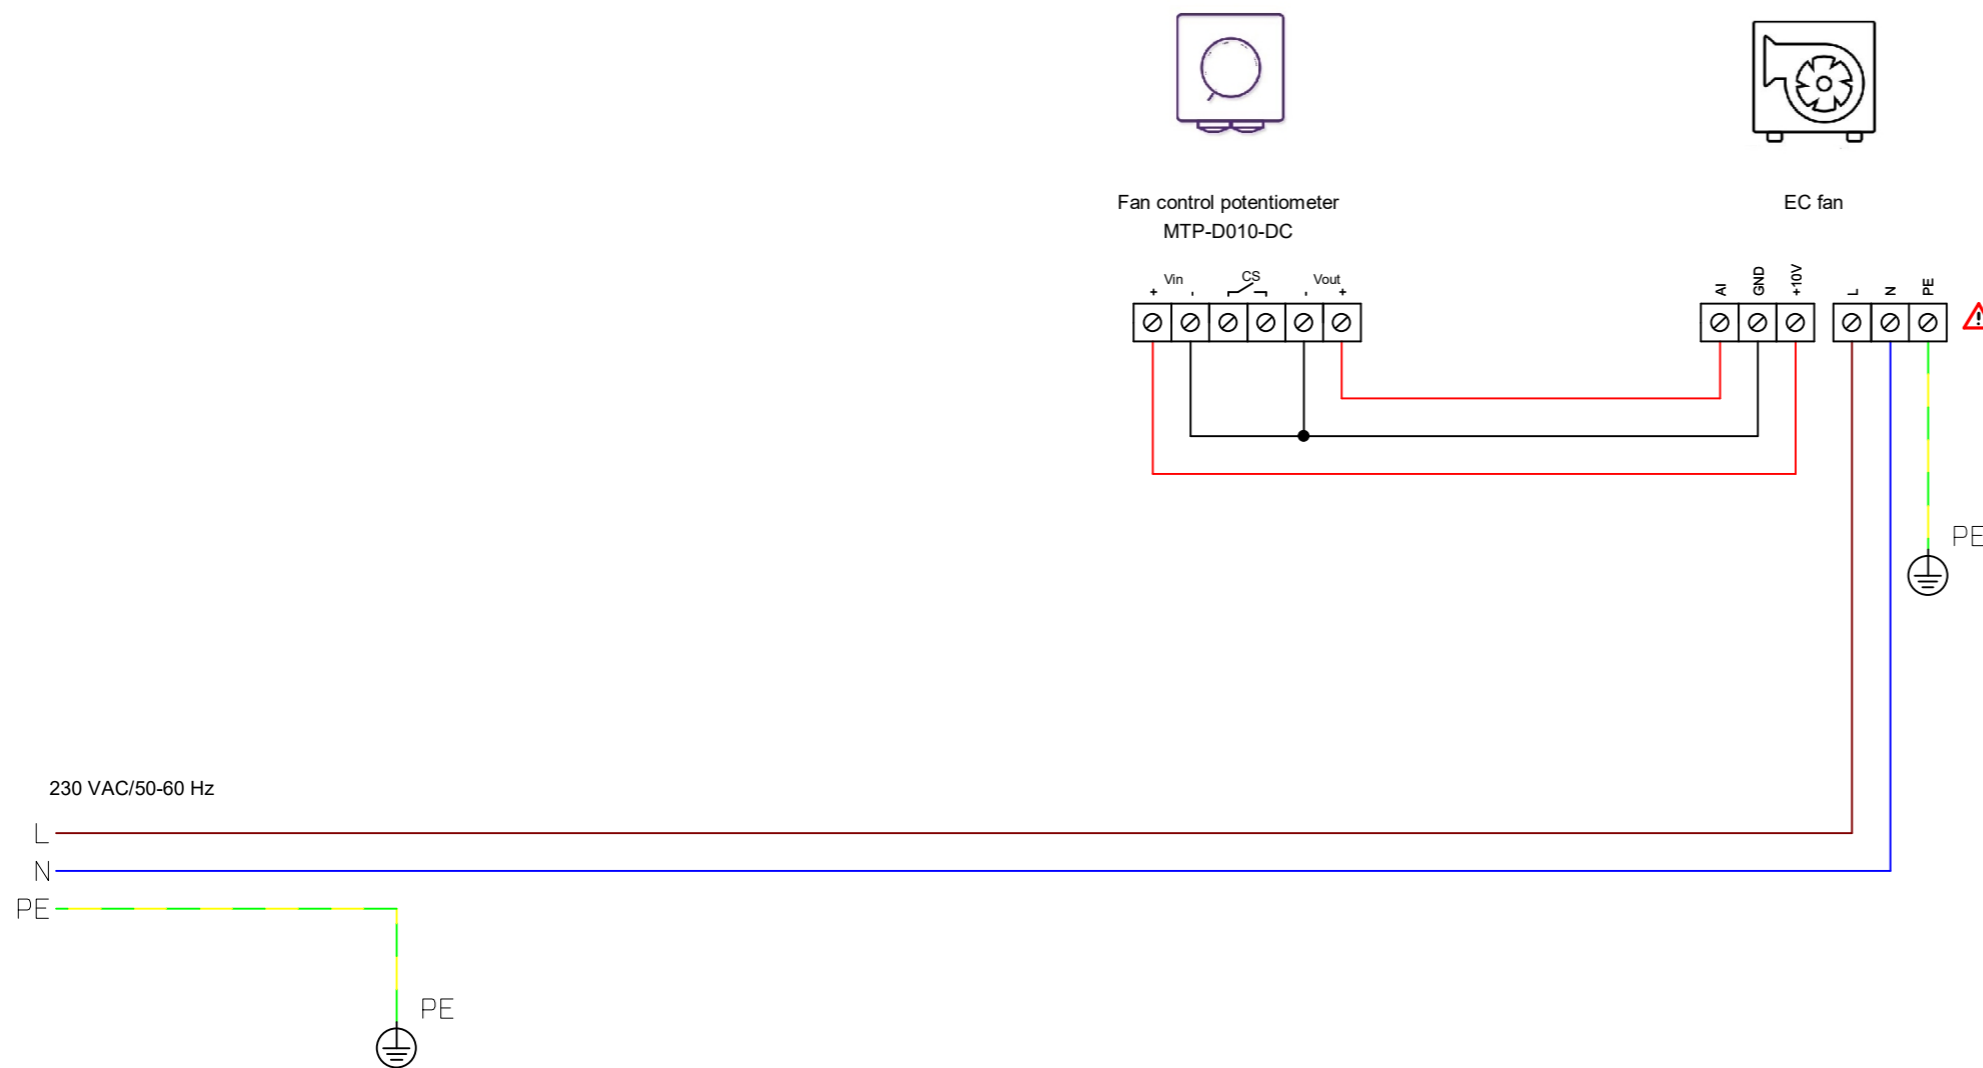 Fan control potentiometer
MTP-D010-DC
EC fan
Vin CS Vout
+ - - +
AI GND +10V L N PE
PE
230 VAC/50-60 Hz
L
N
PE
PE